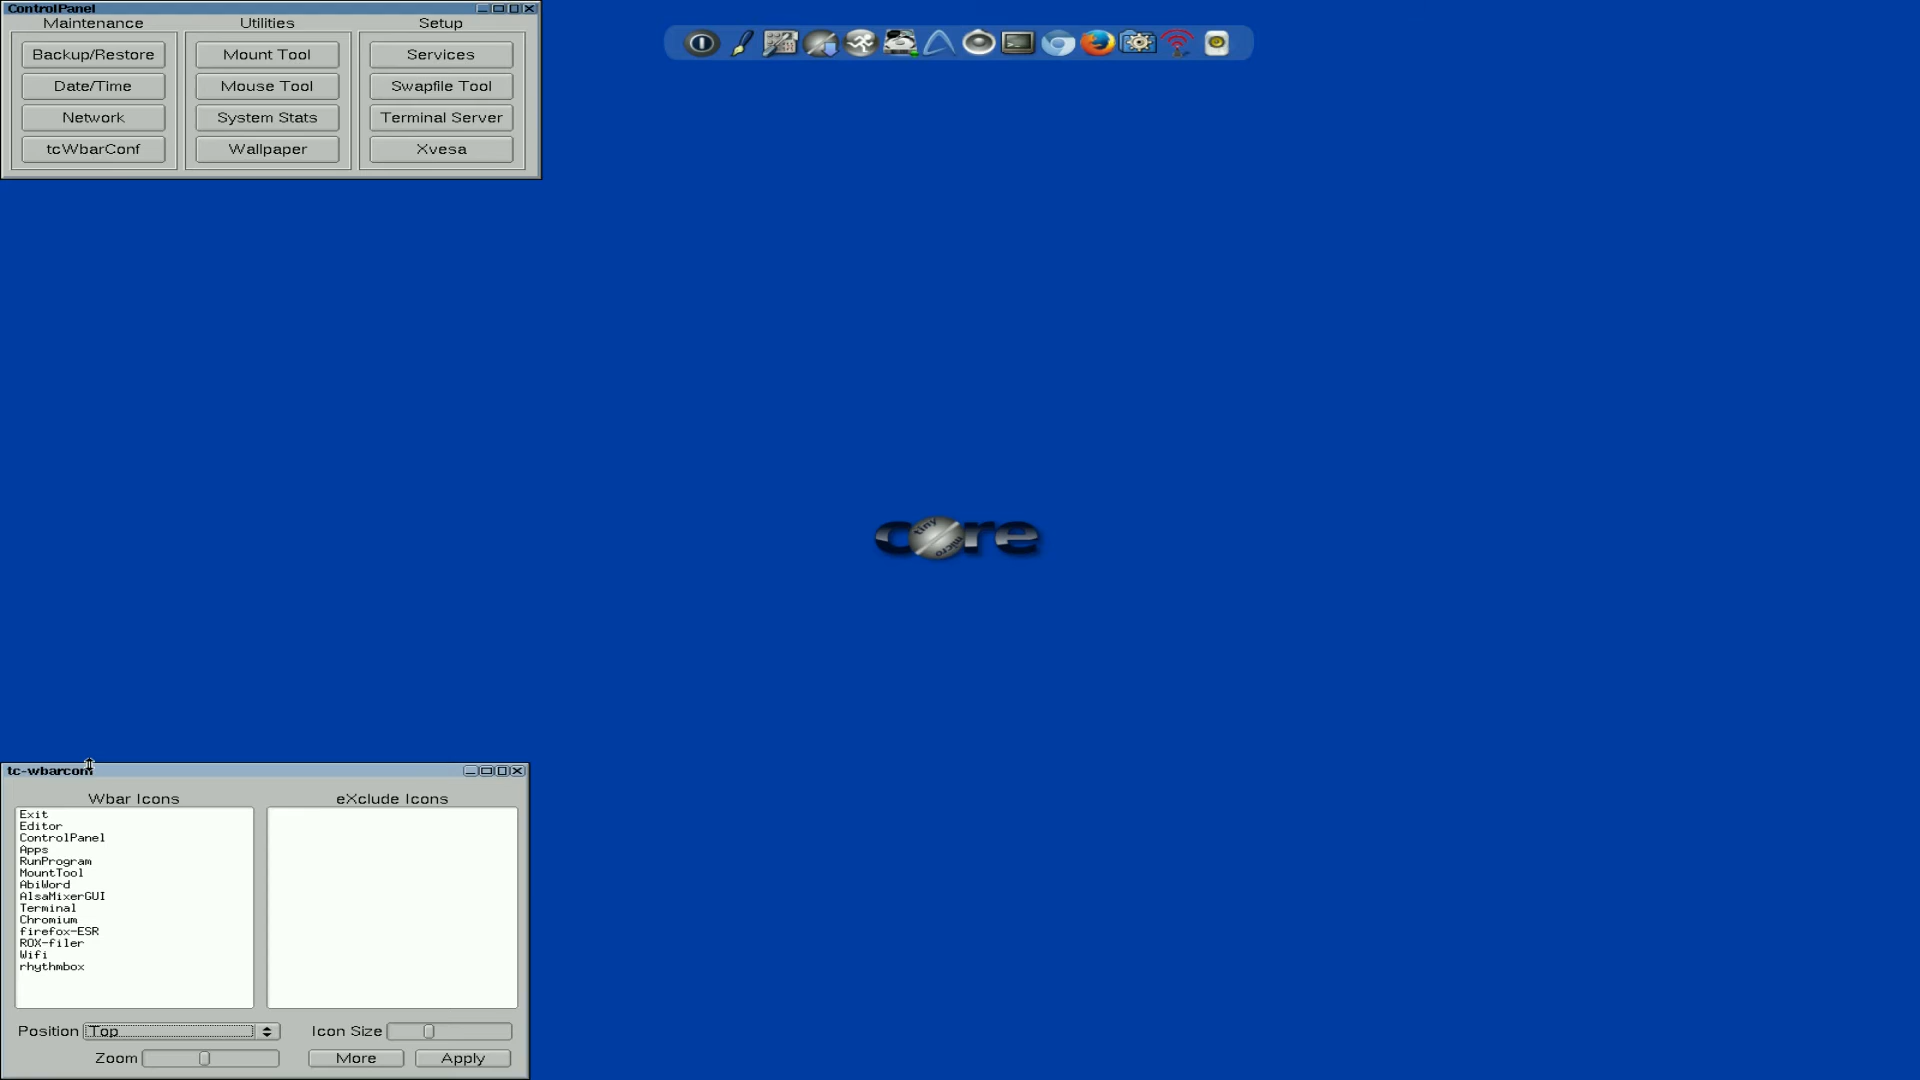 ControlPanel
Maintenance Utilities Setup
Backup/Restore Mount Tool Services
Date/Time Mouse Tool Swapfile Tool
Network System Stats Terminal Server
tcWbarConf Wallpaper Xvesa
core
tiny
micro
tc-wbarconf
Wbar Icons eXclude Icons
Exit
Editor
ControlPanel
Apps
RunProgram
MountTool
AbiWord
AlsaMixerGUI
Terminal
Chromium
firefox-ESR
ROX-filer
Wifi
rhythmbox
Position Top Icon Size
Zoom More Apply